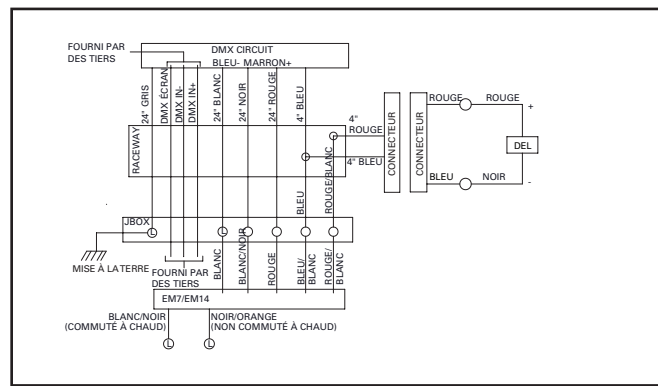 FOURNI PAR
DES TIERS
DMX CIRCUIT
BLEU- MARRON+
24" GRIS
DMX ÉCRAN
DMX IN-
DMX IN+
24" BLANC
24" NOIR
24" ROUGE
4" BLEU
RACEWAY
4"
ROUGE
4" BLEU
CONNECTEUR
CONNECTEUR
ROUGE
ROUGE
+
DEL
BLEU
NOIR
-
BLEU
ROUGE/BLANC
JBOX
L
L
MISE À LA TERRE
FOURNI PAR
DES TIERS
BLANC
BLANC/NOIR
ROUGE
BLEU/
BLANC
ROUGE/
BLANC
EM7/EM14
BLANC/NOIR
(COMMUTÉ À CHAUD)
NOIR/ORANGE
(NON COMMUTÉ À CHAUD)
L
L